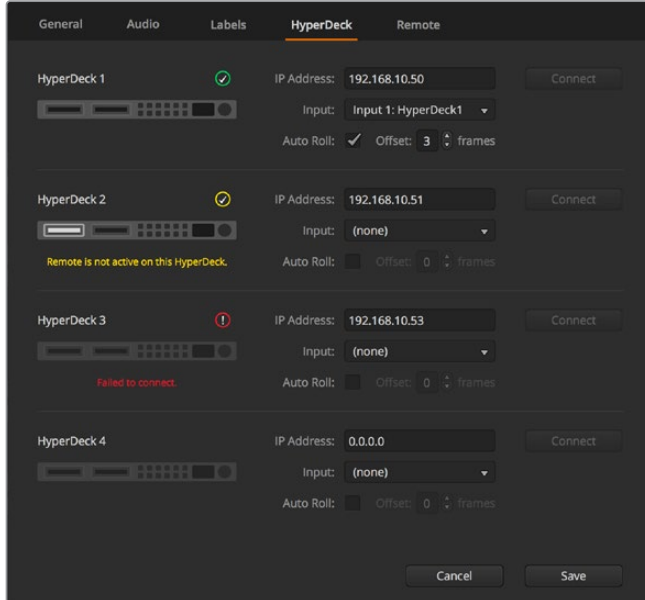 General Audio Labels HyperDeck Remote
HyperDeck 1 IP Address: 192.168.10.50 Connect
Input: Input 1: HyperDeck1
Auto Roll: Offset: 3 frames
HyperDeck 2 IP Address: 192.168.10.51 Connect
Input: (none)
Remote is not active on this HyperDeck. Auto Roll: Offset: 0 frames
HyperDeck 3 IP Address: 192.168.10.53 Connect
Input: (none)
Failed to connect. Auto Roll: Offset: 0 frames
HyperDeck 4 IP Address: 0.0.0.0 Connect
Input: (none)
Auto Roll: Offset: 0 frames
Cancel Save